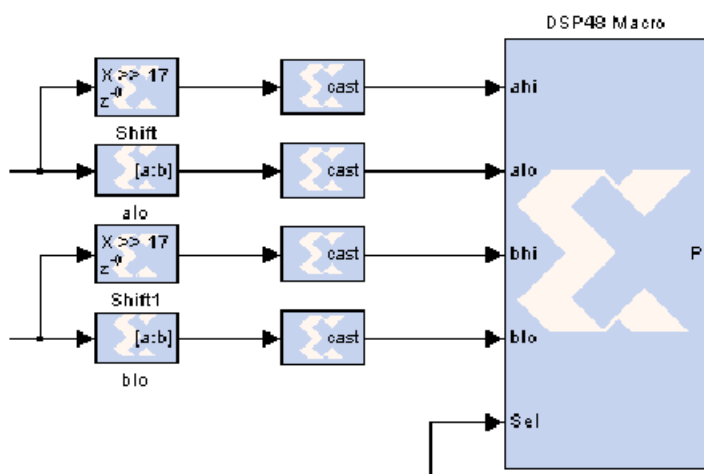 DSP48 Macro
X >> 17
z^-0
cast
ahi
Shift
[a:b]
cast
alo
alo
X >> 17
z^-0
cast
bhi
P
Shift1
[a:b]
cast
blo
blo
Sel